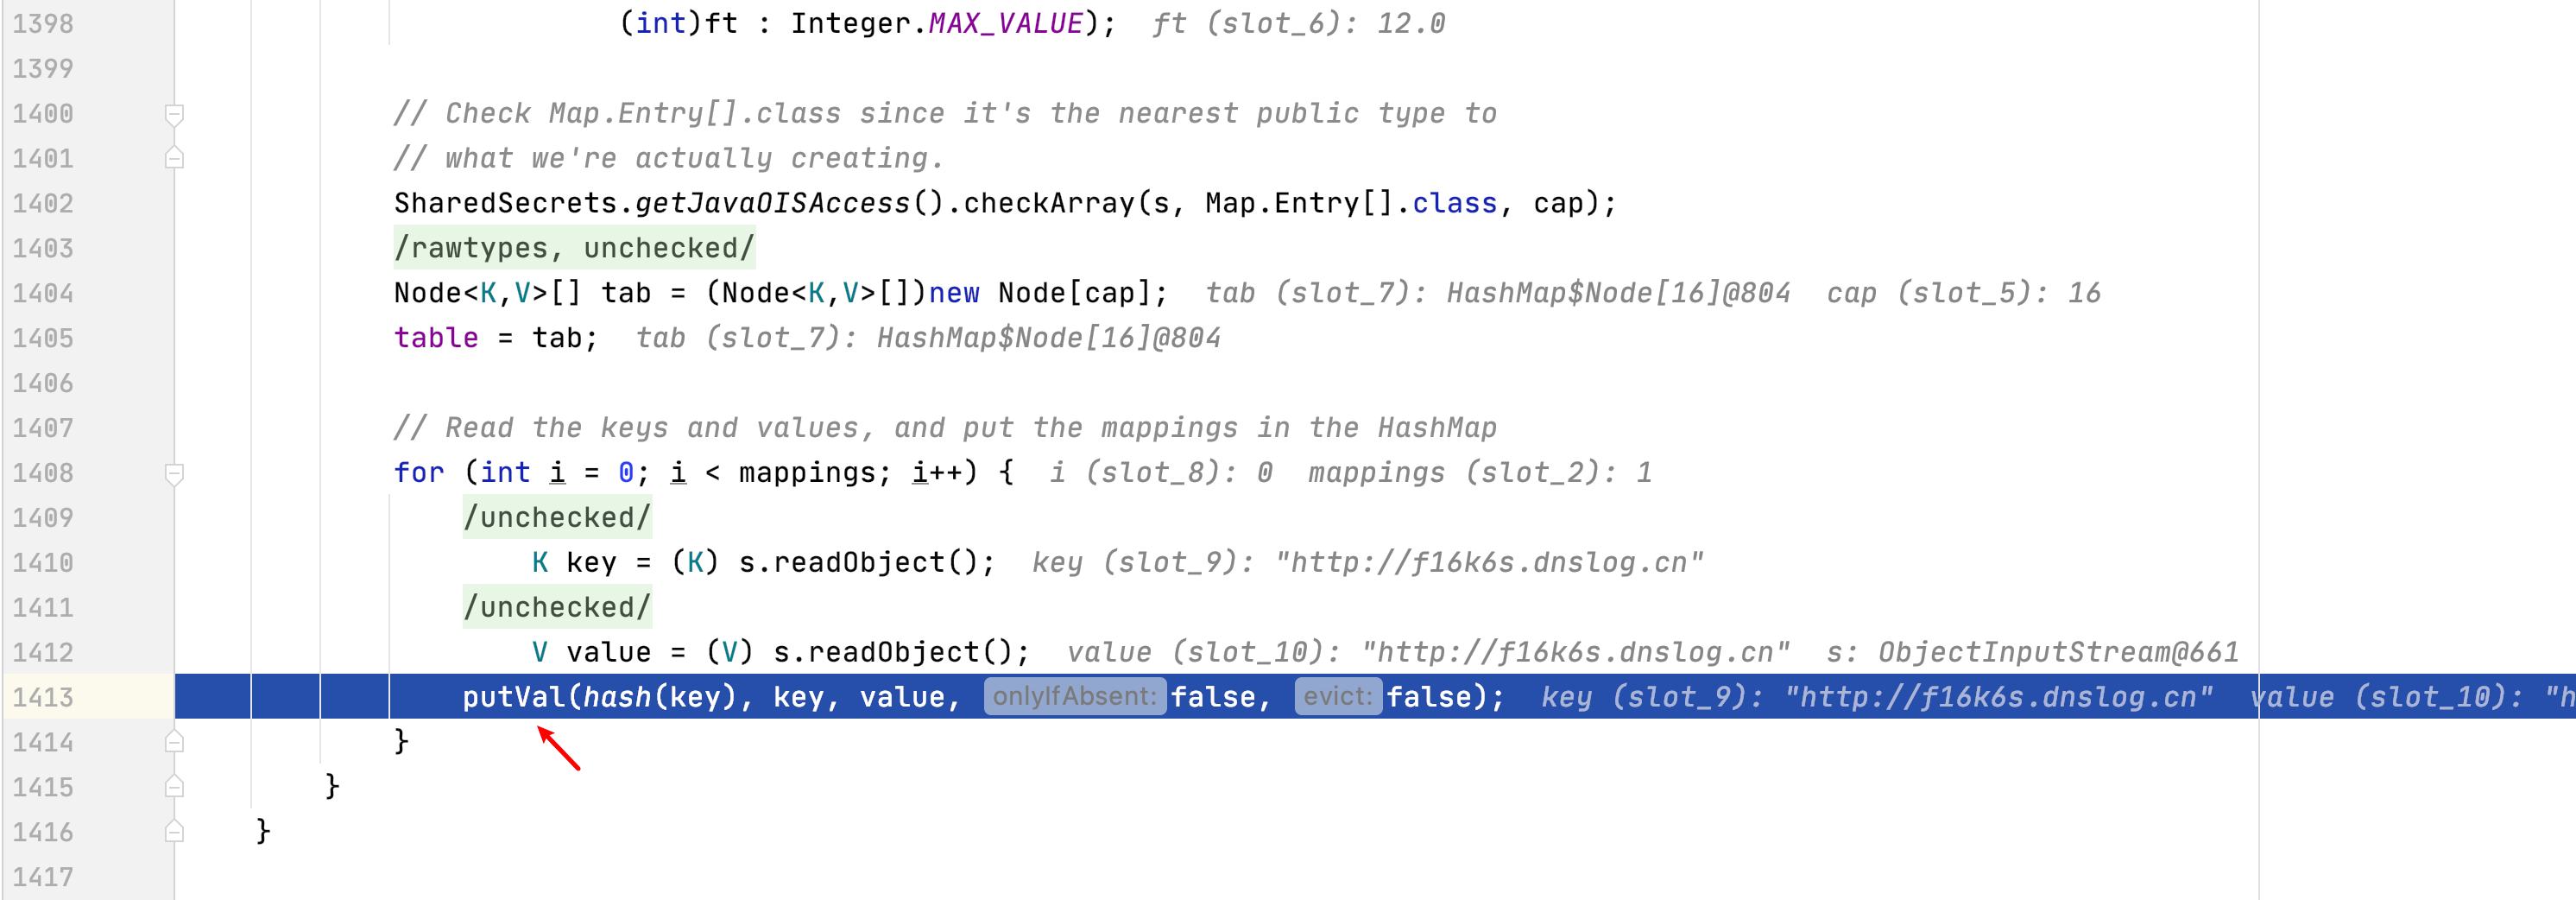 1398 (int)ft : Integer.MAX_VALUE); ft (slot_6): 12.0
1399
1400 // Check Map.Entry[].class since it's the nearest public type to
1401 // what we're actually creating.
1402 SharedSecrets.getJavaOISAccess().checkArray(s, Map.Entry[].class, cap);
1403 /rawtypes, unchecked/
1404 Node<K,V>[] tab = (Node<K,V>[])new Node[cap]; tab (slot_7): HashMap$Node[16]@804 cap (slot_5): 16
1405 table = tab; tab (slot_7): HashMap$Node[16]@804
1406
1407 // Read the keys and values, and put the mappings in the HashMap
1408 for (int i = 0; i < mappings; i++) { i (slot_8): 0 mappings (slot_2): 1
1409 /unchecked/
1410 K key = (K) s.readObject(); key (slot_9): "http://f16k6s.dnslog.cn"
1411 /unchecked/
1412 V value = (V) s.readObject(); value (slot_10): "http://f16k6s.dnslog.cn" s: ObjectInputStream@661
1413 putVal(hash(key), key, value, onlyIfAbsent: false, evict: false); key (slot_9): "http://f16k6s.dnslog.cn" value (slot_10): "h
1414 }
1415 }
1416 }
1417